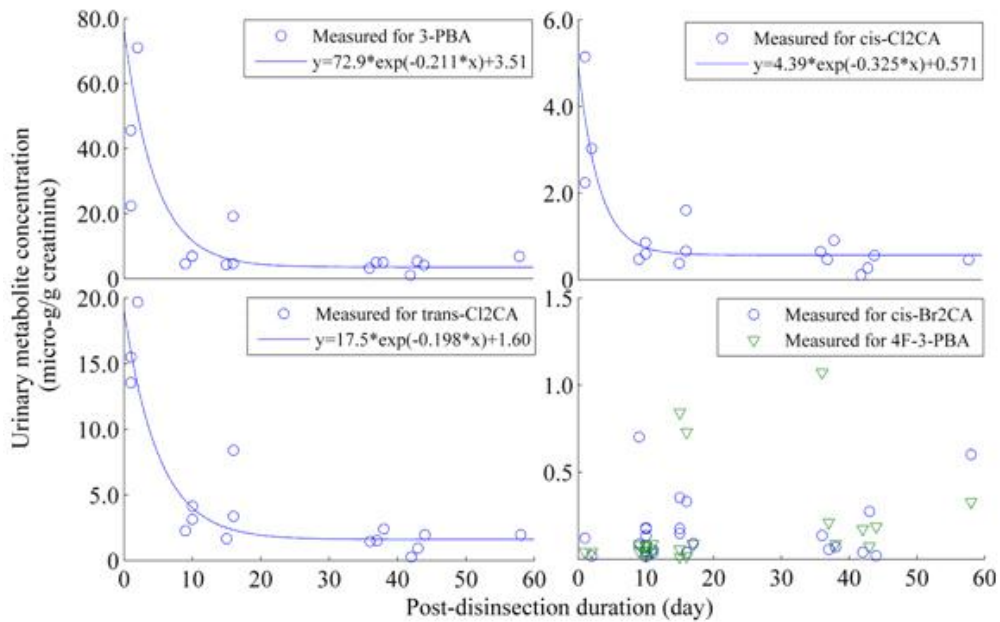 80.0
60.0
40.0
20.0
0
Measured for 3-PBA
y=72.9*exp(-0.211*x)+3.51
6.0
4.0
2.0
0
Measured for cis-Cl2CA
y=4.39*exp(-0.325*x)+0.571
Urinary metabolite concentration
(micro-g/g creatinine)
20.0
15.0
10.0
5.0
0.0
Measured for trans-Cl2CA
y=17.5*exp(-0.198*x)+1.60
0 10 20 30 40 50 60
1.5
1.0
0.5
Measured for cis-Br2CA
Measured for 4F-3-PBA
0 20 40 60
Post-disinsection duration (day)